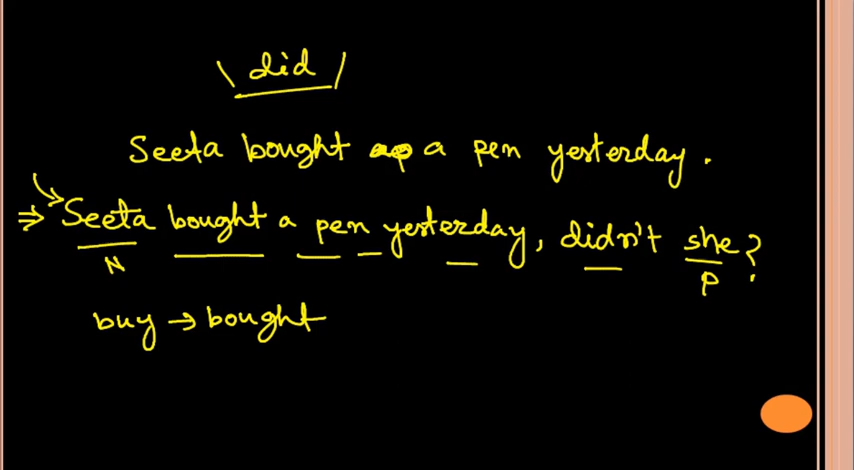 \ did /
Seeta bought a pen yesterday.
⇒ Seeta bought a pen yesterday, didn't she?
N P
buy → bought